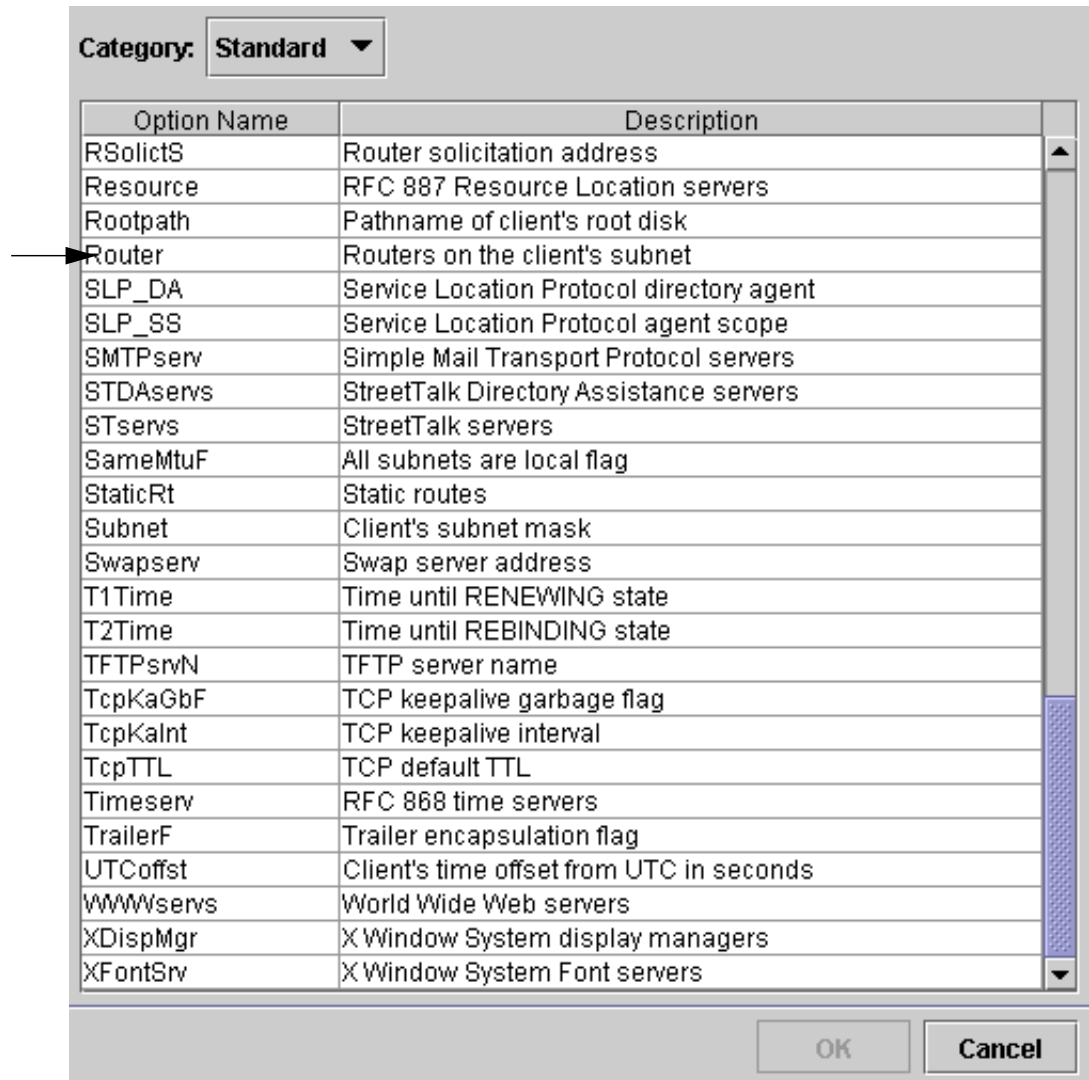 Category: Standard
Option Name Description
RSolictS Router solicitation address
Resource RFC 887 Resource Location servers
Rootpath Pathname of client's root disk
Router Routers on the client's subnet
SLP_DA Service Location Protocol directory agent
SLP_SS Service Location Protocol agent scope
SMTPserv Simple Mail Transport Protocol servers
STDAservs StreetTalk Directory Assistance servers
STservs StreetTalk servers
SameMtuF All subnets are local flag
StaticRt Static routes
Subnet Client's subnet mask
Swapserv Swap server address
T1Time Time until RENEWING state
T2Time Time until REBINDING state
TFTPsrvN TFTP server name
TcpKaGbF TCP keepalive garbage flag
TcpKaInt TCP keepalive interval
TcpTTL TCP default TTL
Timeserv RFC 868 time servers
TrailerF Trailer encapsulation flag
UTCoffst Client's time offset from UTC in seconds
WWWservs World Wide Web servers
XDispMgr X Window System display managers
XFontSrv X Window System Font servers
OK Cancel